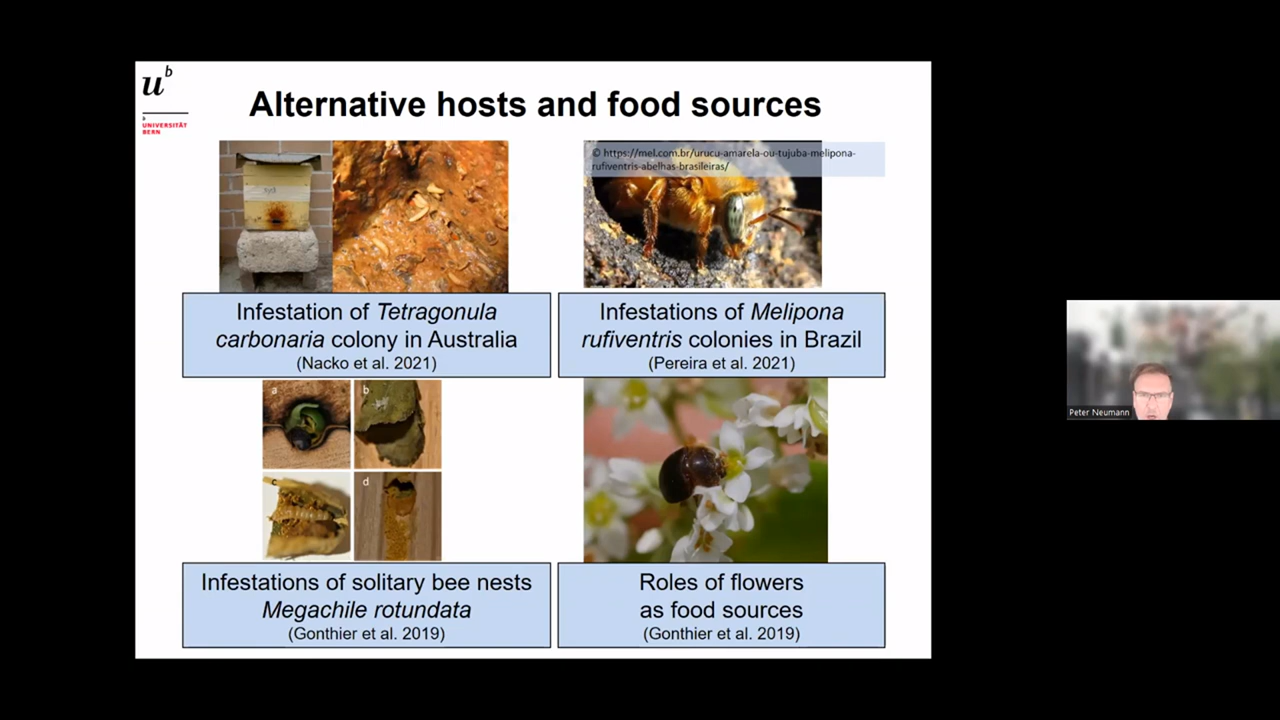 u
b
b
UNIVERSITÄT
BERN
Alternative hosts and food sources
© https://mel.com.br/urucu-amarela-ou-tujuba-melipona-
rufiventris-abelhas-brasileiras/
Infestation of Tetragonula
carbonaria colony in Australia
(Nacko et al. 2021)
Infestations of Melipona
rufiventris colonies in Brazil
(Pereira et al. 2021)
a
b
c
d
Infestations of solitary bee nests
Megachile rotundata
(Gonthier et al. 2019)
Roles of flowers
as food sources
(Gonthier et al. 2019)
Peter Neumann